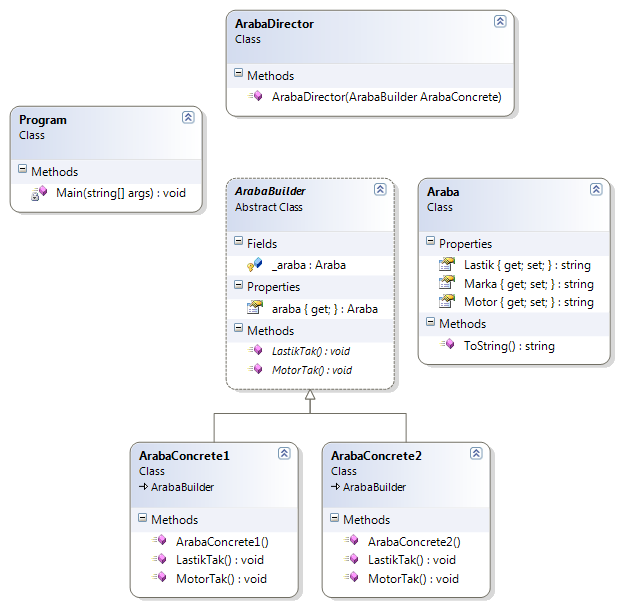 ArabaDirector
Class
Methods
ArabaDirector(ArabaBuilder ArabaConcrete)
Program
Class
Methods
Main(string[] args) : void
ArabaBuilder
Abstract Class
Fields
_araba : Araba
Properties
araba { get; } : Araba
Methods
LastikTak() : void
MotorTak() : void
Araba
Class
Properties
Lastik { get; set; } : string
Marka { get; set; } : string
Motor { get; set; } : string
Methods
ToString() : string
ArabaConcrete1
Class
ArabaBuilder
Methods
ArabaConcrete1()
LastikTak() : void
MotorTak() : void
ArabaConcrete2
Class
ArabaBuilder
Methods
ArabaConcrete2()
LastikTak() : void
MotorTak() : void